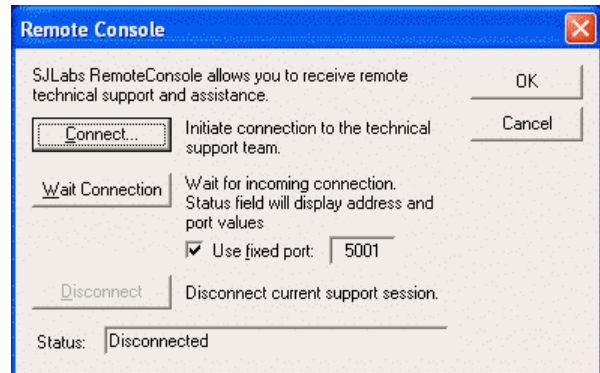 Remote Console
SJLabs RemoteConsole allows you to receive remote
technical support and assistance.
OK
Cancel
Connect...
Initiate connection to the technical
support team.
Wait Connection
Wait for incoming connection.
Status field will display address and
port values
Use fixed port: 5001
Disconnect
Disconnect current support session.
Status: Disconnected